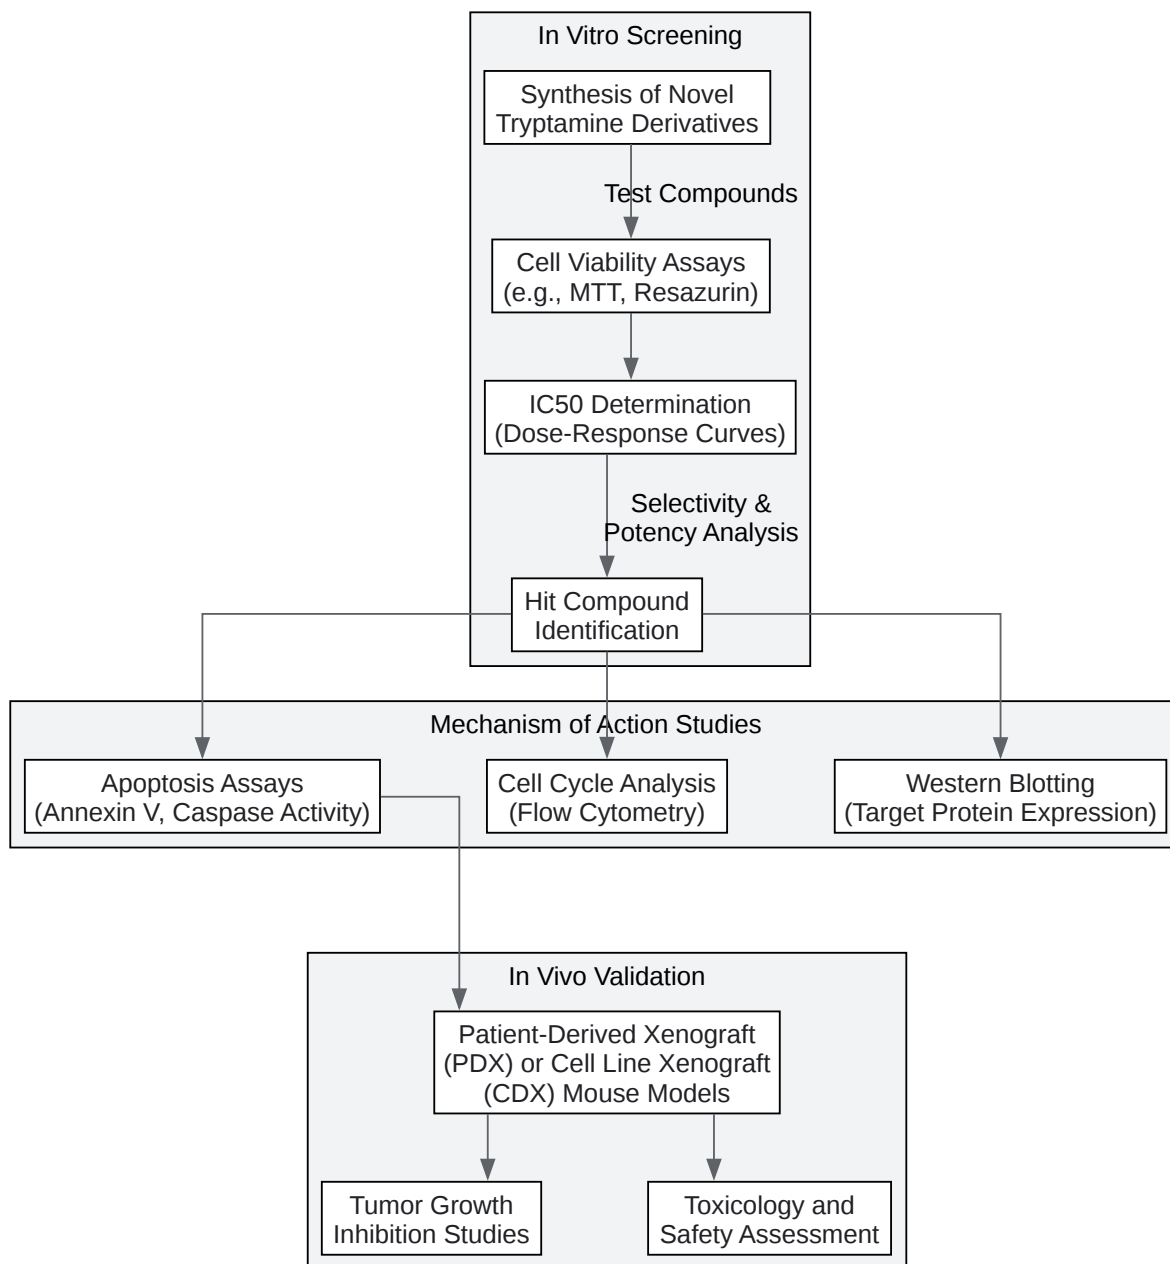 In Vitro Screening
Synthesis of Novel
Tryptamine Derivatives
Test Compounds
Cell Viability Assays
(e.g., MTT, Resazurin)
IC50 Determination
(Dose-Response Curves)
Selectivity &
Potency Analysis
Hit Compound
Identification
Mechanism of Action Studies
Apoptosis Assays
(Annexin V, Caspase Activity)
Cell Cycle Analysis
(Flow Cytometry)
Western Blotting
(Target Protein Expression)
In Vivo Validation
Patient-Derived Xenograft
(PDX) or Cell Line Xenograft
(CDX) Mouse Models
Tumor Growth
Inhibition Studies
Toxicology and
Safety Assessment